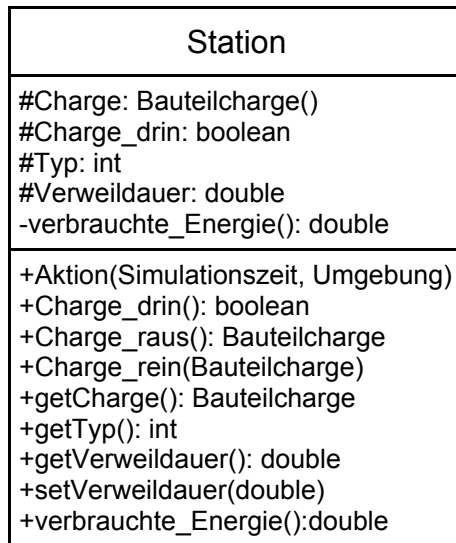 Station
#Charge: Bauteilcharge()
#Charge_drin: boolean
#Typ: int
#Verweildauer: double
-verbrauchte_Energie(): double
+Aktion(Simulationszeit, Umgebung)
+Charge_drin(): boolean
+Charge_raus(): Bauteilcharge
+Charge_rein(Bauteilcharge)
+getCharge(): Bauteilcharge
+getTyp(): int
+getVerweildauer(): double
+setVerweildauer(double)
+verbrauchte_Energie():double